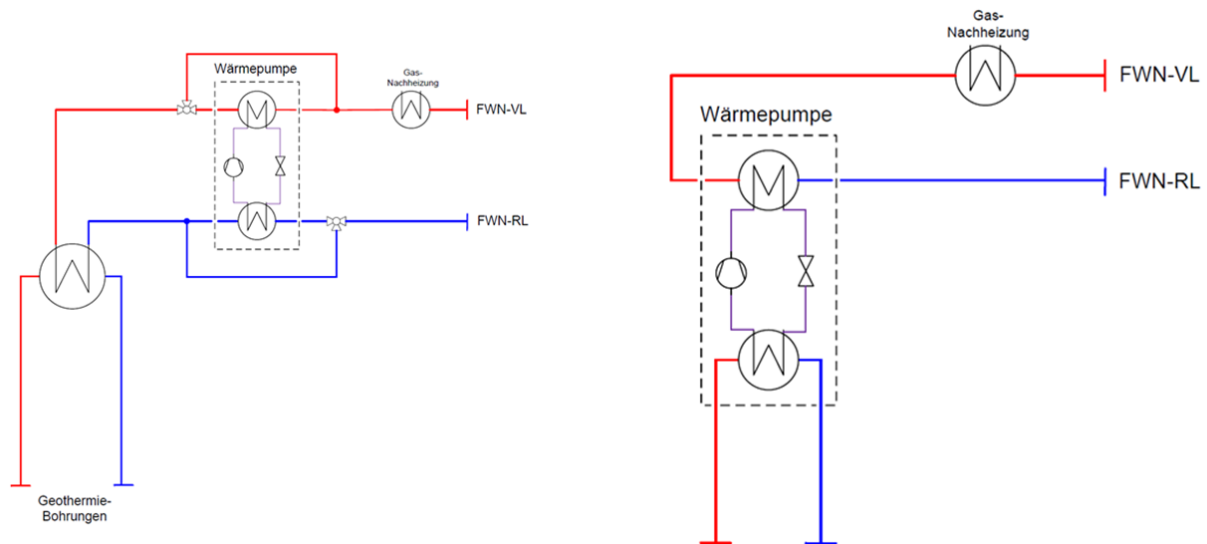 Wärmepumpe
Gas-
Nachheizung
FWN-VL
FWN-RL
Geothermie-
Bohrungen
Gas-
Nachheizung
FWN-VL
Wärmepumpe
FWN-RL